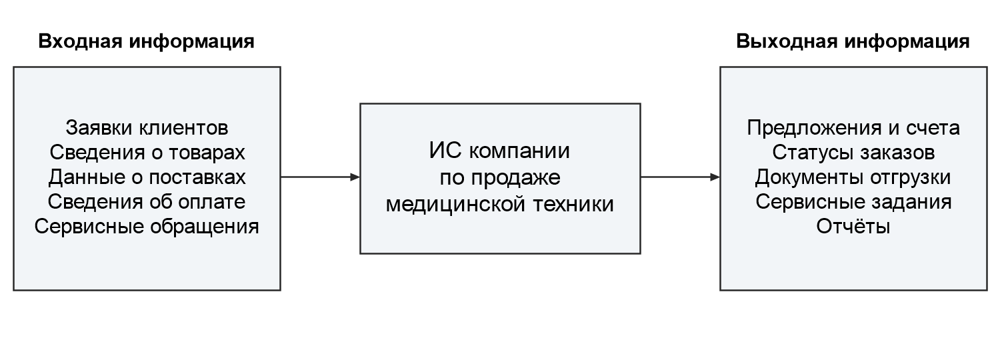 Входная информация
Заявки клиентов
Сведения о товарах
Данные о поставках
Сведения об оплате
Сервисные обращения
ИС компании
по продаже
медицинской техники
Выходная информация
Предложения и счета
Статусы заказов
Документы отгрузки
Сервисные задания
Отчёты